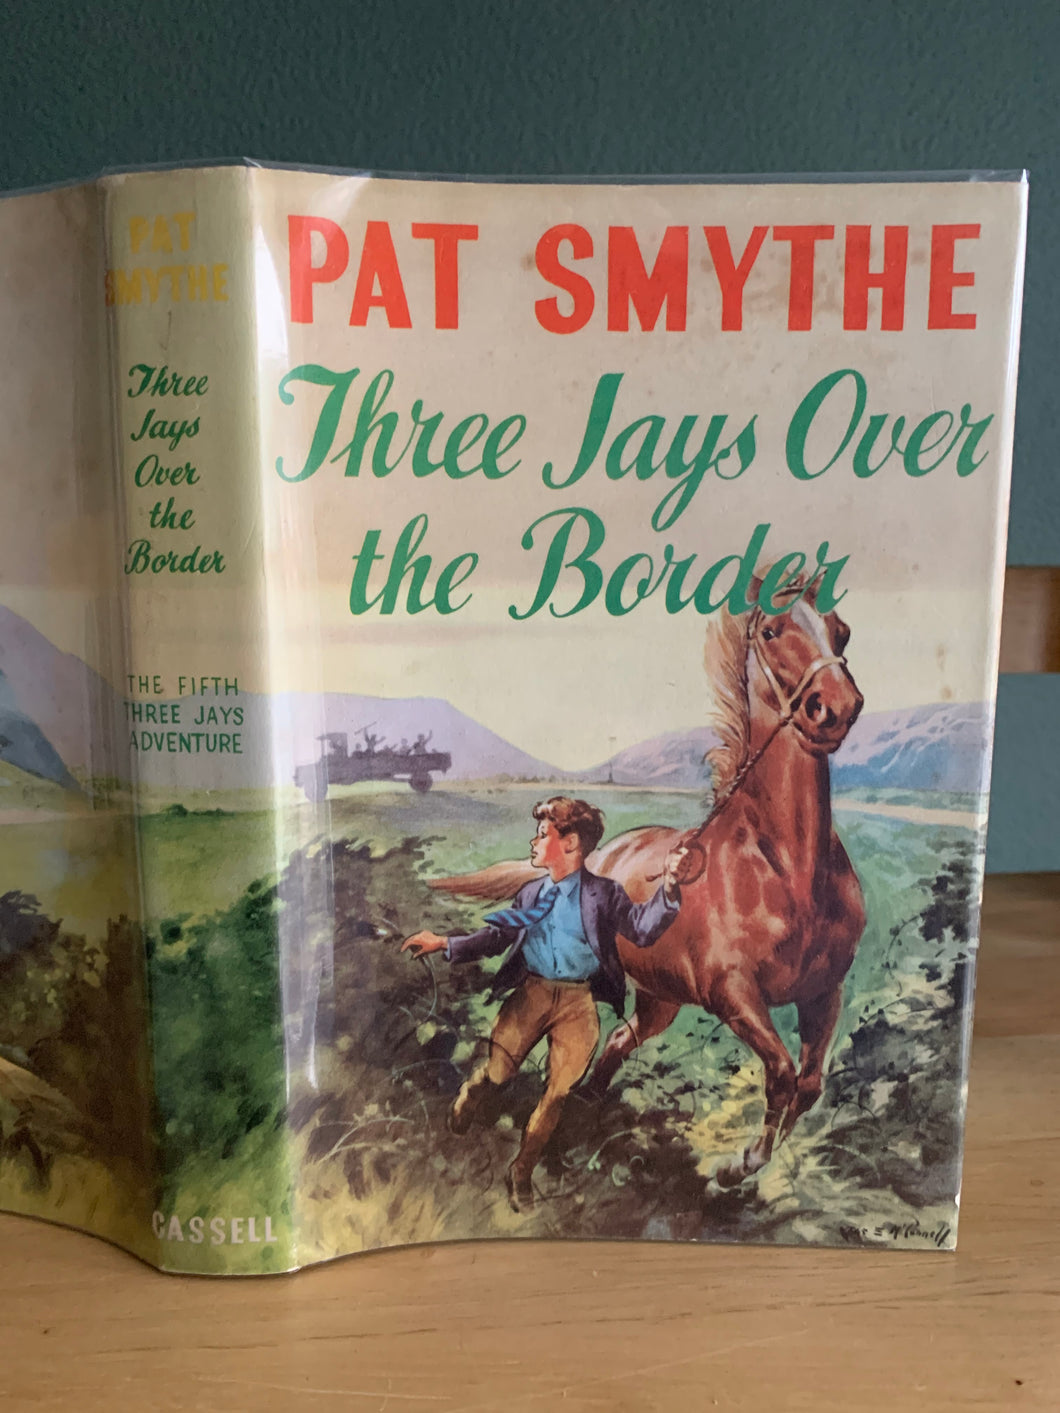 PAT
SMYTHE
Three
Jays
Over
the
Border
THE FIFTH
THREE JAYS
ADVENTURE
CASSELL
PAT SMYTHE
Three Jays Over
the Border
E McConnell